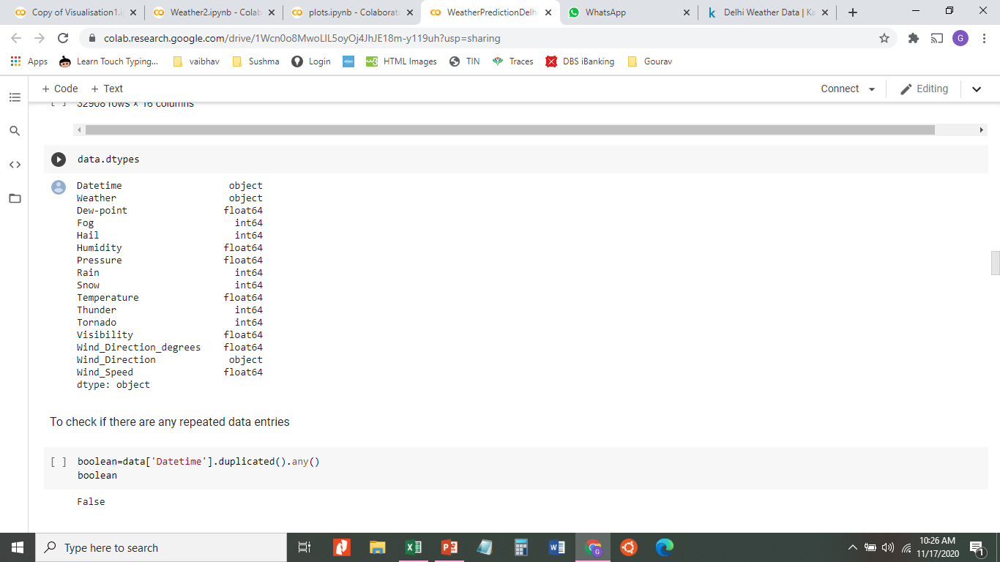 Copy of Visualisation1.i
Weather2.ipynb - Colab
plots.ipynb - Colaborat
WeatherPredictionDelh
WhatsApp
Delhi Weather Data | Ka
colab.research.google.com/drive/1Wcn0o8MwoLlL5oyOj4JhJE18m-y119uh?usp=sharing
G
Apps
Learn Touch Typing...
vaibhav
Sushma
Login
HTML Images
TIN
Traces
DBS iBanking
Gourav
+ Code + Text
Connect
Editing
[ ] 32908 rows × 16 columns
data.dtypes
Datetime object
Weather object
Dew-point float64
Fog int64
Hail int64
Humidity float64
Pressure float64
Rain int64
Snow int64
Temperature float64
Thunder int64
Tornado int64
Visibility float64
Wind_Direction_degrees float64
Wind_Direction object
Wind_Speed float64
dtype: object
To check if there are any repeated data entries
[ ] boolean=data['Datetime'].duplicated().any()
boolean
False
Type here to search
10:26 AM
11/17/2020
1